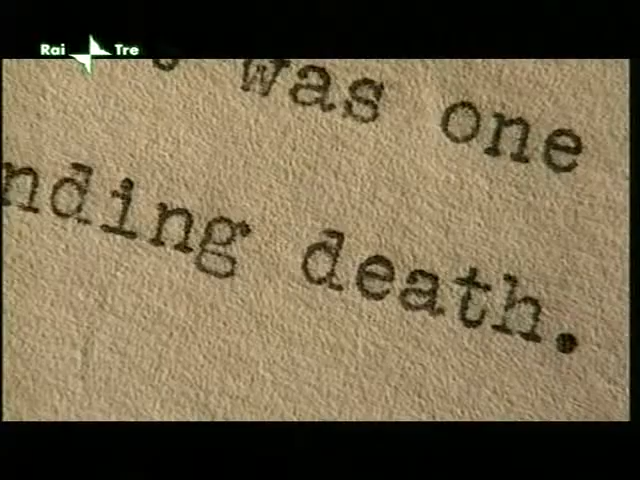 Rai Tre
was one
nding death.